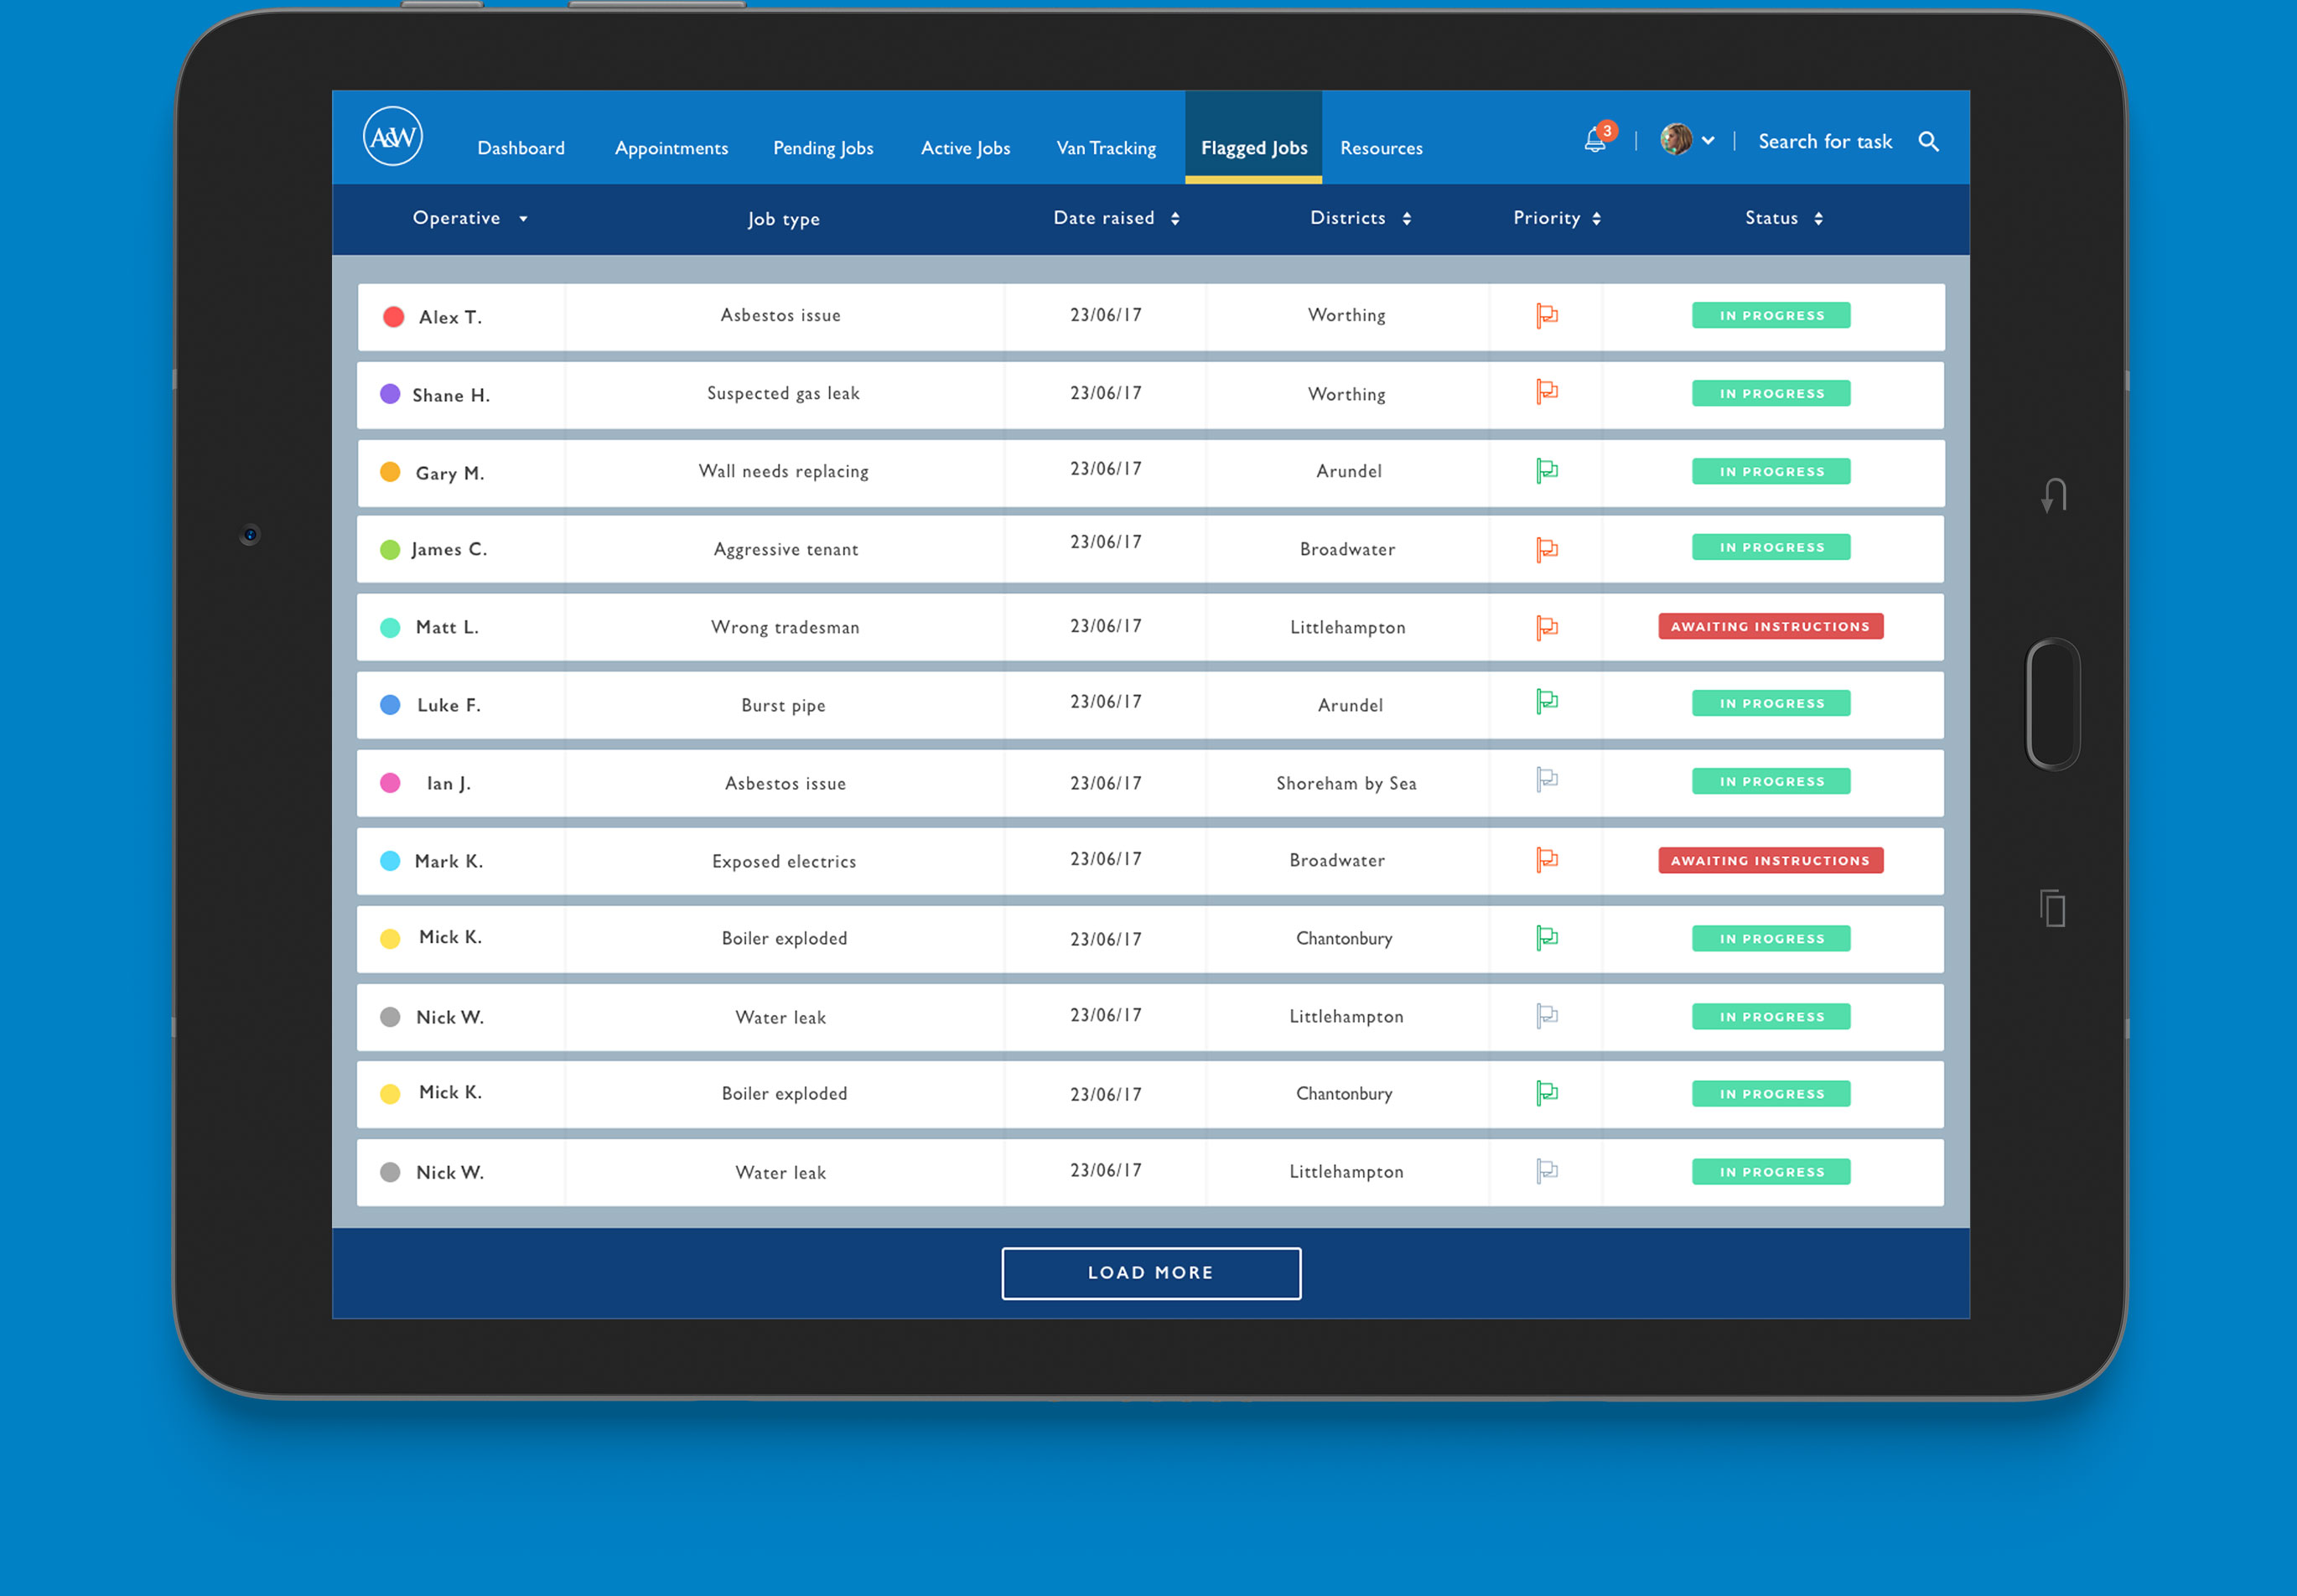 A&W
Dashboard Appointments Pending Jobs Active Jobs Van Tracking Flagged Jobs Resources 3 Search for task
Operative Job type Date raised Districts Priority Status
Alex T. Asbestos issue 23/06/17 Worthing IN PROGRESS
Shane H. Suspected gas leak 23/06/17 Worthing IN PROGRESS
Gary M. Wall needs replacing 23/06/17 Arundel IN PROGRESS
James C. Aggressive tenant 23/06/17 Broadwater IN PROGRESS
Matt L. Wrong tradesman 23/06/17 Littlehampton AWAITING INSTRUCTIONS
Luke F. Burst pipe 23/06/17 Arundel IN PROGRESS
Ian J. Asbestos issue 23/06/17 Shoreham by Sea IN PROGRESS
Mark K. Exposed electrics 23/06/17 Broadwater AWAITING INSTRUCTIONS
Mick K. Boiler exploded 23/06/17 Chantonbury IN PROGRESS
Nick W. Water leak 23/06/17 Littlehampton IN PROGRESS
Mick K. Boiler exploded 23/06/17 Chantonbury IN PROGRESS
Nick W. Water leak 23/06/17 Littlehampton IN PROGRESS
LOAD MORE